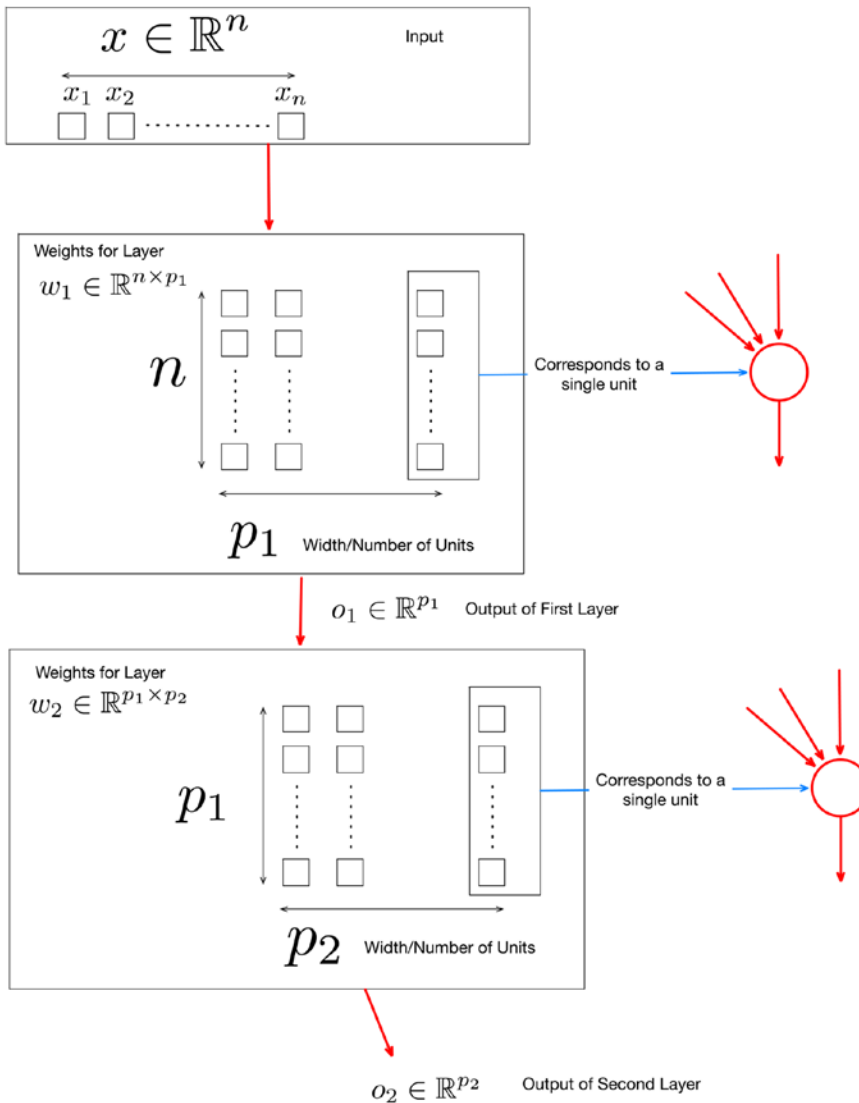 x ∈ ℝⁿ Input
x₁ x₂ xₙ
Weights for Layer
w₁ ∈ ℝ^{n×p₁}
n
Corresponds to a
single unit
p₁ Width/Number of Units
o₁ ∈ ℝ^{p₁} Output of First Layer
Weights for Layer
w₂ ∈ ℝ^{p₁×p₂}
p₁
Corresponds to a
single unit
p₂ Width/Number of Units
o₂ ∈ ℝ^{p₂} Output of Second Layer